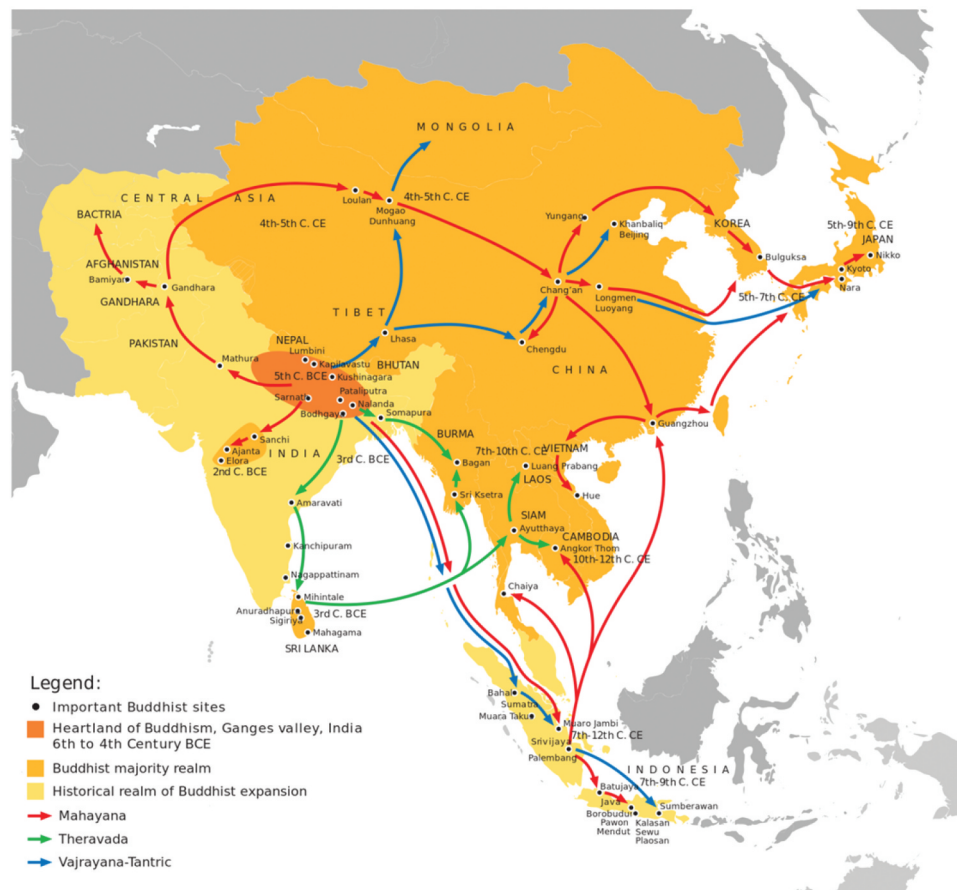 MONGOLIA
CENTRAL ASIA
BACTRIA
4th-5th C. CE
Loulan
Mogao
Dunhuang
4th-5th C. CE
Yungang
Khanbaliq
Beijing
KOREA
5th-9th C. CE
JAPAN
Nikko
Kyoto
Nara
Bulguksa
5th-7th C. CE
AFGHANISTAN
Bamiyan
Gandhara
GANDHARA
Chang'an
Longmen
Luoyang
PAKISTAN
TIBET
Lhasa
Chengdu
CHINA
NEPAL
Lumbini
Kapilavastu
BHUTAN
Mathura
5th C. BCE
Kushinagara
Sarnath
Pataliputra
Nalanda
Bodhgaya
Somapura
Guangzhou
Sanchi
Ajanta
Elora
INDIA
2nd C. BCE
3rd C. BCE
BURMA
7th-10th C. CE
VIETNAM
Bagan
Luang Prabang
LAOS
Sri Ksetra
Hue
Amaravati
SIAM
Ayutthaya
CAMBODIA
Angkor Thom
10th-12th C. CE
Kanchipuram
Nagappattinam
Chaiya
Mihintale
Anuradhapura
3rd C. BCE
Sigiriya
Mahagama
SRI LANKA
Bahal
Sumatra
Muara Takus
Muaro Jambi
7th-12th C. CE
Srivijaya
Palembang
INDONESIA
7th-9th C. CE
Batujaya
Java
Borobudur
Pawon
Mendut
Kalasan
Sewu
Plaosan
Sumberawan
Legend:
Important Buddhist sites
Heartland of Buddhism, Ganges valley, India
6th to 4th Century BCE
Buddhist majority realm
Historical realm of Buddhist expansion
Mahayana
Theravada
Vajrayana-Tantric